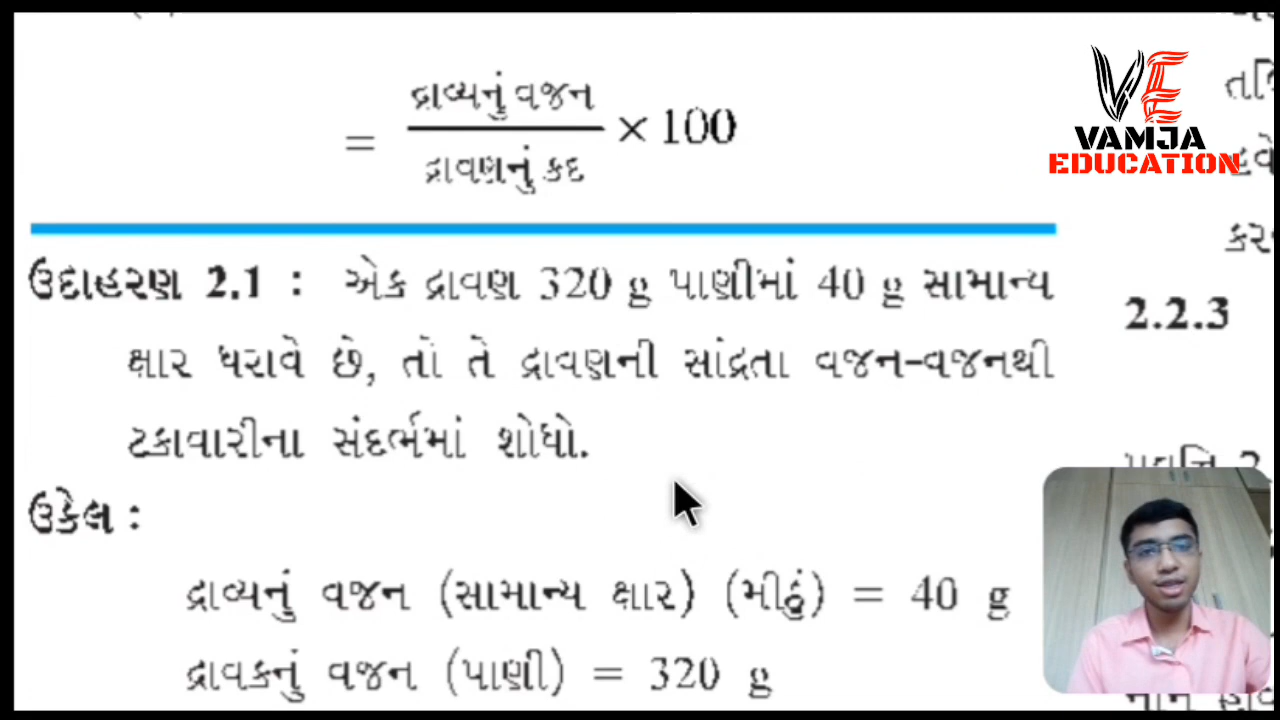 = દ્રાવ્યનું વજન / દ્રાવણનું કદ × 100
VE
VAMJA
EDUCATION
ઉદાહરણ 2.1 : એક દ્રાવણ 320 g પાણીમાં 40 g સામાન્ય
ક્ષાર ધરાવે છે, તો તે દ્રાવણની સાંદ્રતા વજન-વજનથી
ટકાવારીના સંદર્ભમાં શોધો.
ઉકેલ :
દ્રાવ્યનું વજન (સામાન્ય ક્ષાર) (મીઠું) = 40 g
દ્રાવકનું વજન (પાણી) = 320 g
2.2.3